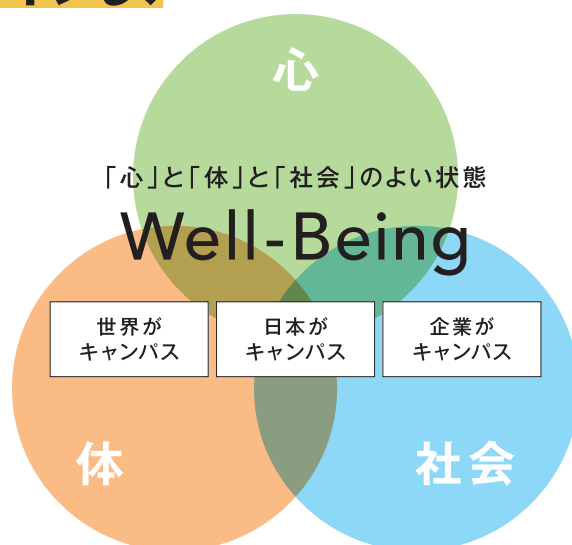 心
「心」と「体」と「社会」のよい状態
Well-Being
世界が
キャンパス
日本が
キャンパス
企業が
キャンパス
体
社会